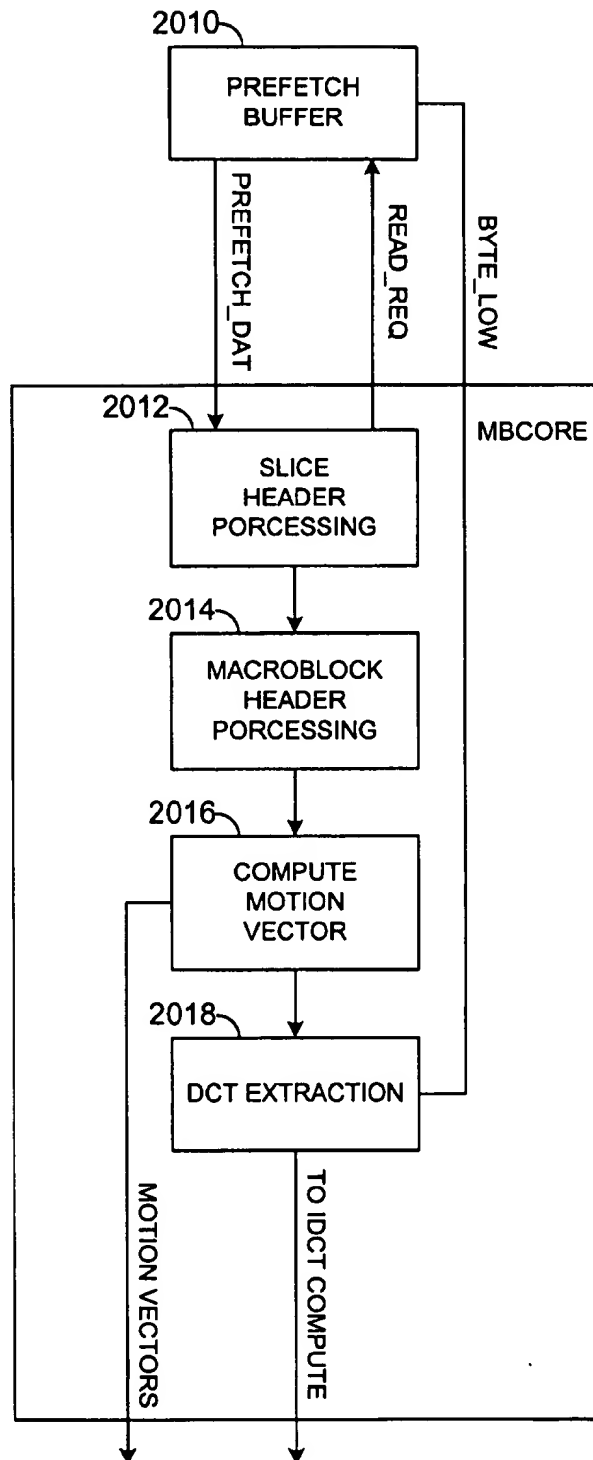 2010
PREFETCH
BUFFER
PREFETCH_DAT
READ_REQ
BYTE_LOW
MBCORE
2012
SLICE
HEADER
PORCESSING
2014
MACROBLOCK
HEADER
PORCESSING
2016
COMPUTE
MOTION
VECTOR
2018
DCT EXTRACTION
MOTION VECTORS
TO IDCT COMPUTE